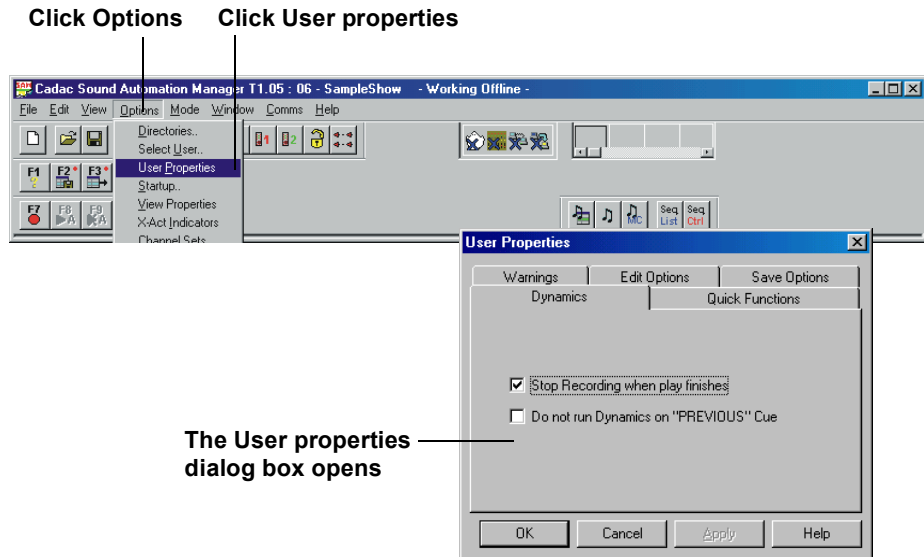 Click Options Click User properties
SAM Cadac Sound Automation Manager T1.05 : 06 - SampleShow - Working Offline -
File Edit View Options Mode Window Comms Help
Directories..
Select User..
User Properties
Startup..
View Properties
X-Act Indicators
Channel Sets
1 2
F1 F2 F3
F7 F8 F9
A A
MC Seq List Seq Ctrl
User Properties
Warnings Edit Options Save Options
Dynamics Quick Functions
Stop Recording when play finishes
Do not run Dynamics on "PREVIOUS" Cue
The User properties
dialog box opens
OK Cancel Apply Help